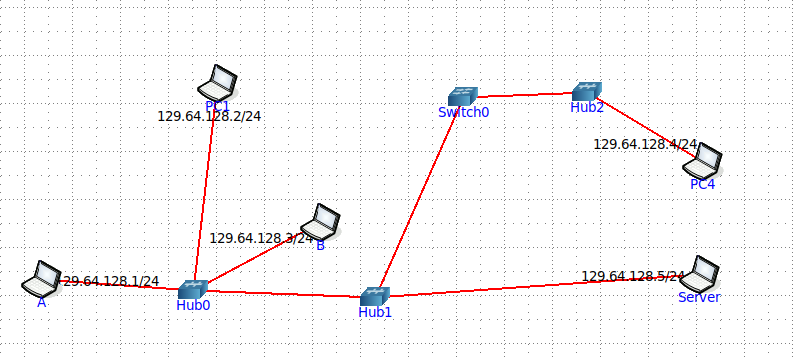 PC1
129.64.128.2/24
Switch0
Hub2
129.64.128.4/24
PC4
129.64.128.3/24
B
29.64.128.1/24
A
Hub0
Hub1
129.64.128.5/24
Server